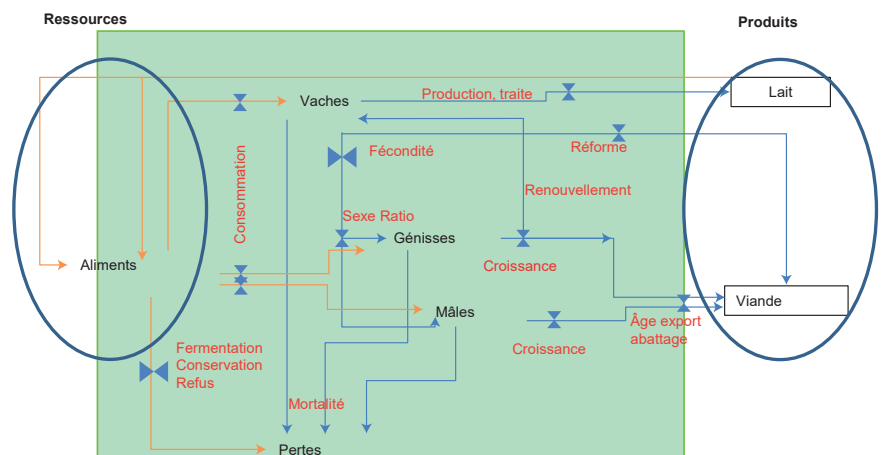 Ressources
Produits
Production, traite
Lait
Vaches
Fécondité
Réforme
Consommation
Renouvellement
Sexe Ratio
Génisses
Aliments
Croissance
Viande
Mâles
Âge export
abattage
Croissance
Fermentation
Conservation
Refus
Mortalité
Pertes